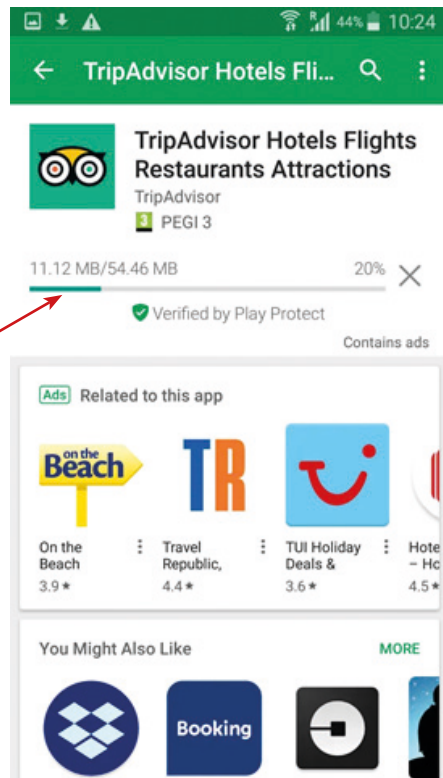 44% 10:24
TripAdvisor Hotels Fli...
TripAdvisor Hotels Flights
Restaurants Attractions
TripAdvisor
3 PEGI 3
11.12 MB/54.46 MB 20%
Verified by Play Protect
Contains ads
Ads Related to this app
on the
Beach
TR
On the
Beach
3.9★
Travel
Republic,
4.4★
TUI Holiday
Deals &
3.6★
Hote
– Ho
4.5★
You Might Also Like MORE
Booking